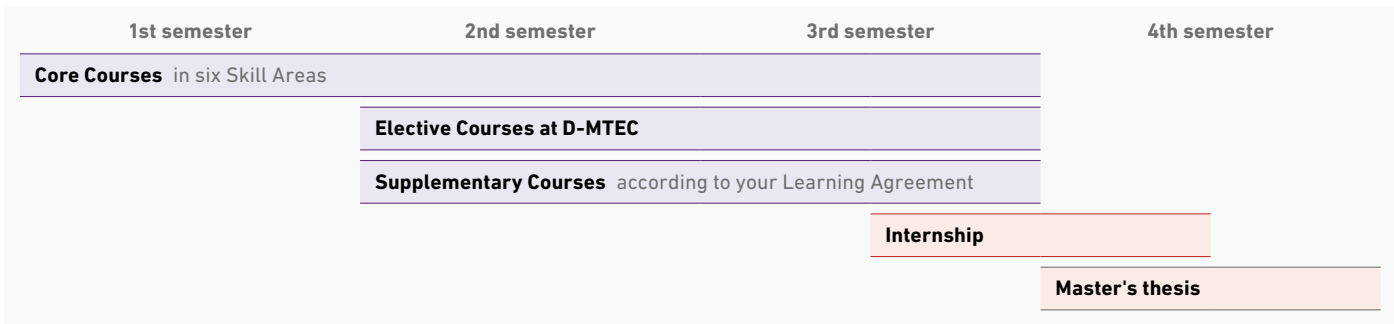 1st semester 2nd semester 3rd semester 4th semester
Core Courses in six Skill Areas
Elective Courses at D-MTEC
Supplementary Courses according to your Learning Agreement
Internship
Master's thesis